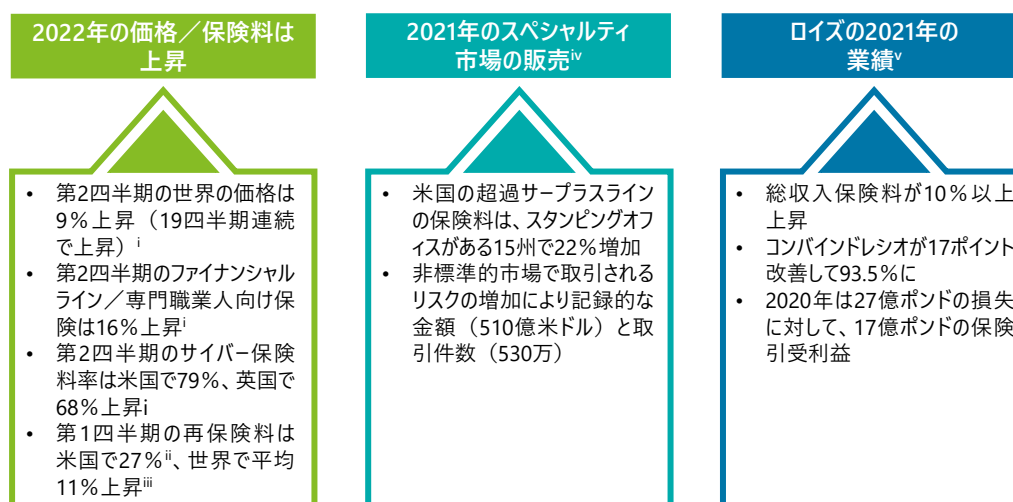 2022年の価格／保険料は
上昇
• 第2四半期の世界の価格は
9％上昇（19四半期連続
で上昇）i
• 第2四半期のファイナンシャル
ライン／専門職業人向け保
険は16％上昇i
• 第2四半期のサイバー保険
料率は米国で79％、英国で
68％上昇i
• 第1四半期の再保険料は
米国で27％ii、世界で平均
11％上昇iii
2021年のスペシャルティ
市場の販売iv
• 米国の超過サープラスライン
の保険料は、スタンピングオフ
ィスがある15州で22％増加
• 非標準的市場で取引される
リスクの増加により記録的な
金額（510億米ドル）と取
引件数（530万）
ロイズの2021年の
業績v
• 総収入保険料が10％以上
上昇
• コンバインドレシオが17ポイント
改善して93.5％に
• 2020年は27億ポンドの損失
に対して、17億ポンドの保険
引受利益